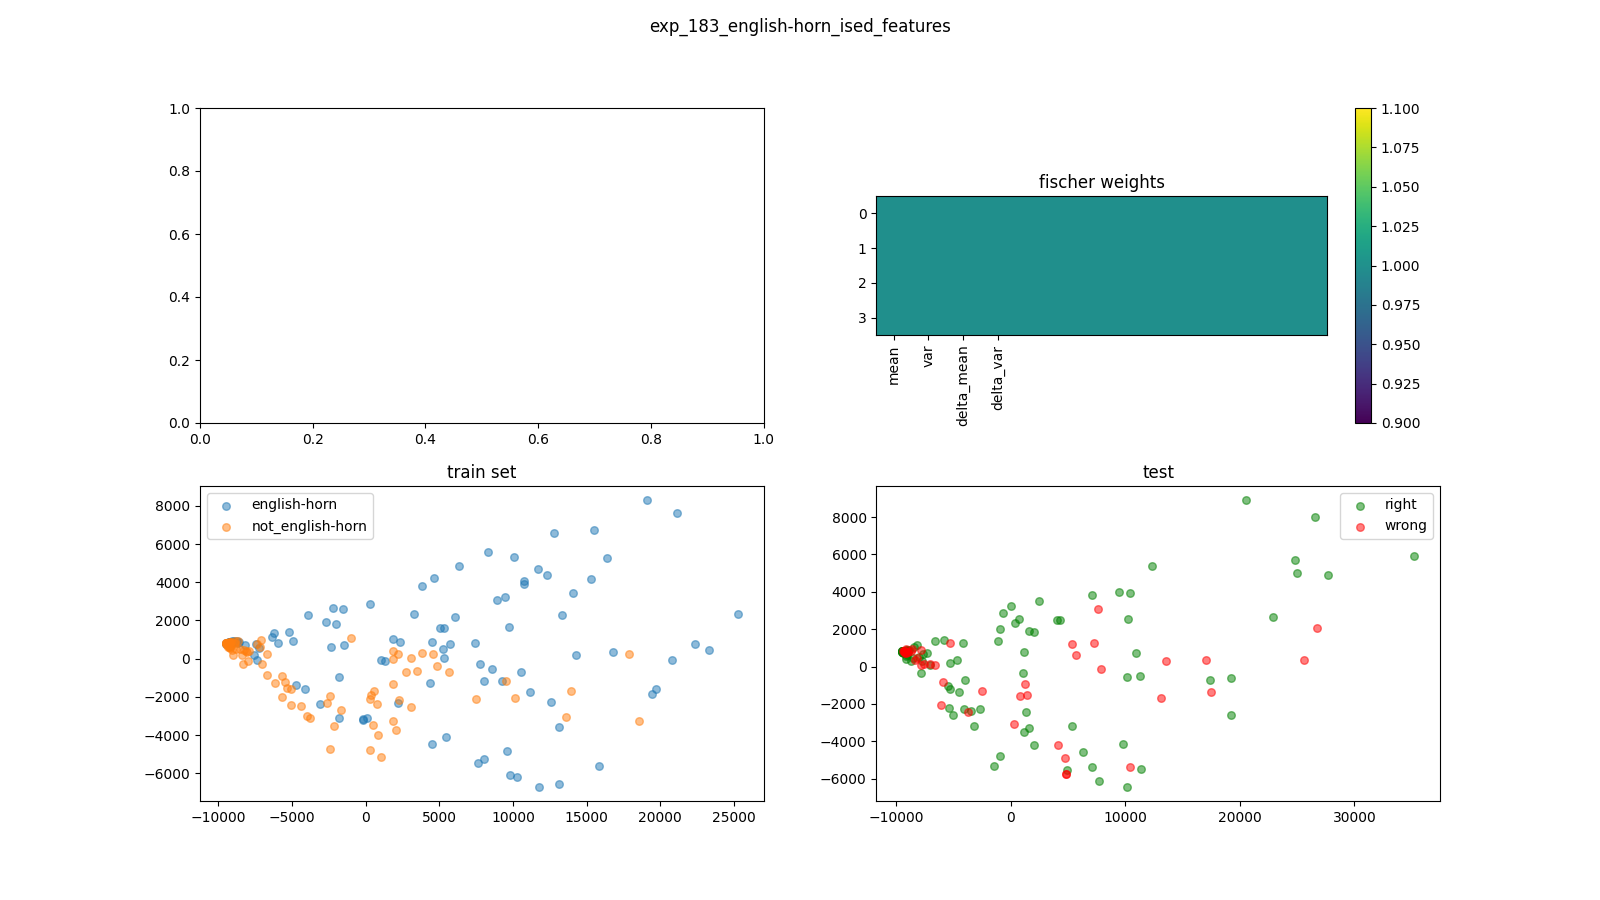 exp_183_english-horn_ised_features
1.0
0.8
0.6
0.4
0.2
0.0
0.0 0.2 0.4 0.6 0.8 1.0
fischer weights
0
1
2
3
mean var delta_mean delta_var
1.100
1.075
1.050
1.025
1.000
0.975
0.950
0.925
0.900
train set
english-horn
not_english-horn
8000
6000
4000
2000
0
−2000
−4000
−6000
−10000 −5000 0 5000 10000 15000 20000 25000
test
right
wrong
8000
6000
4000
2000
0
−2000
−4000
−6000
−10000 0 10000 20000 30000